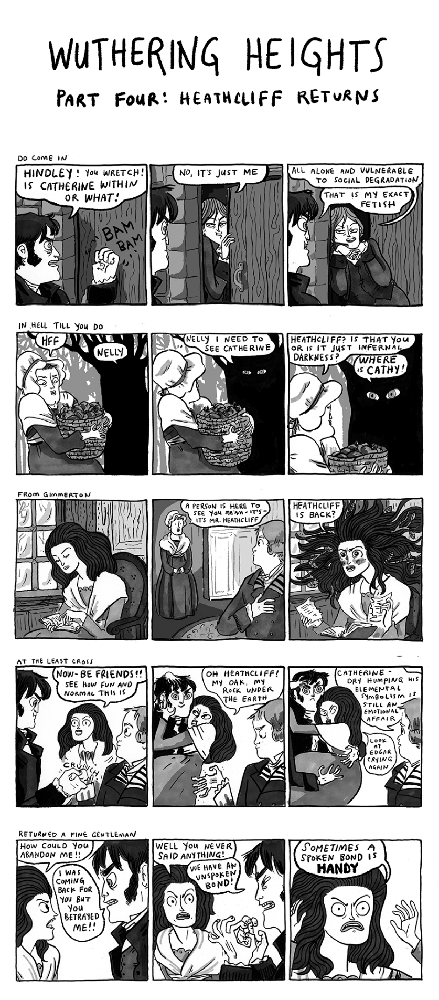 WUTHERING HEIGHTS
PART FOUR: HEATHCLIFF RETURNS
DO COME IN
HINDLEY! YOU WRETCH!
IS CATHERINE WITHIN
OR WHAT!
BAM
BAM
NO, IT'S JUST ME
ALL ALONE AND VULNERABLE
TO SOCIAL DEGRADATION
THAT IS MY EXACT
FETISH
IN HELL TILL YOU DO
HFF
NELLY
NELLY I NEED TO
SEE CATHERINE
HEATHCLIFF? IS THAT YOU
OR IS IT JUST INFERNAL
DARKNESS?
WHERE
IS CATHY!
FROM GIMMERTON
A PERSON IS HERE TO
SEE YOU MA'AM - IT'S -
IT'S MR. HEATHCLIFF
HEATHCLIFF
IS BACK?
AT THE LEAST CROSS
NOW - BE FRIENDS!!
SEE HOW FUN AND
NORMAL THIS IS
CRUNCH
OH HEATHCLIFF!
MY OAK, MY
ROCK UNDER
THE EARTH
CATHERINE -
DRY HUMPING HIS
ELEMENTAL
SYMBOLISM IS
STILL AN
EMOTIONAL
AFFAIR
LOOK
AT
EDGAR
CRYING
AGAIN
RETURNED A FINE GENTLEMAN
HOW COULD YOU
ABANDON ME!!
I WAS
COMING
BACK FOR
YOU BUT
YOU
BETRAYED
ME!!
WELL YOU NEVER
SAID ANYTHING!
WE HAVE AN
UNSPOKEN
BOND!
SOMETIMES A
SPOKEN BOND IS
HANDY